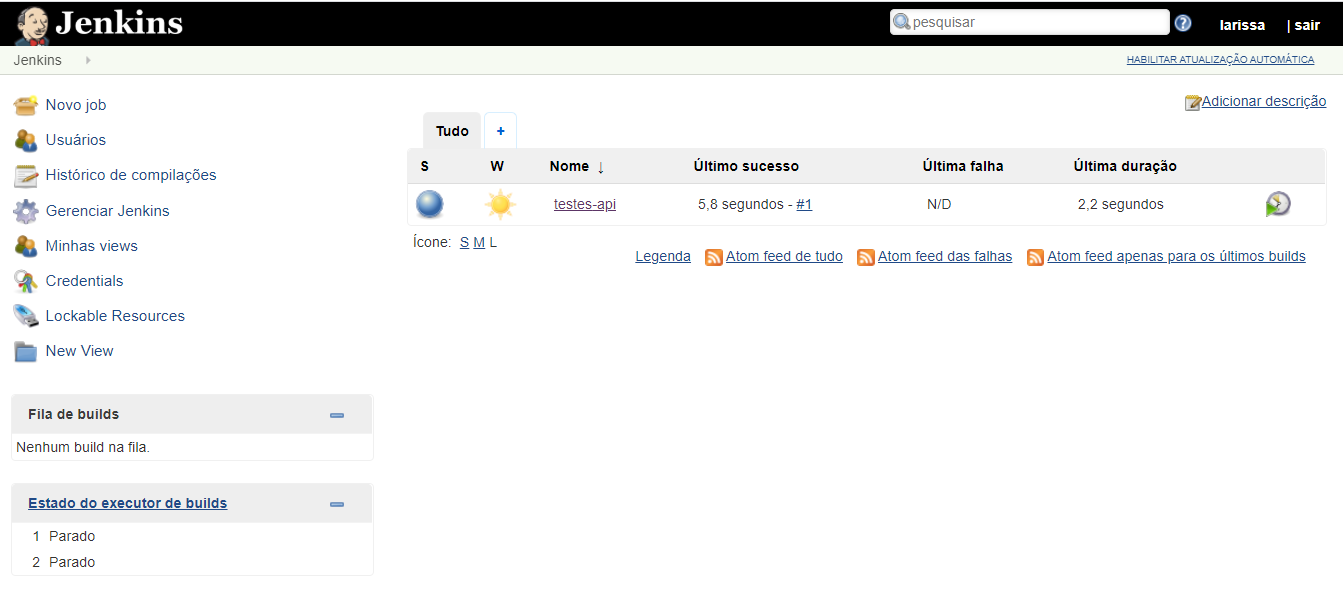 Jenkins
pesquisar
larissa | sair
Jenkins
HABILITAR ATUALIZAÇÃO AUTOMÁTICA
Novo job
Usuários
Histórico de compilações
Gerenciar Jenkins
Minhas views
Credentials
Lockable Resources
New View
Fila de builds
Nenhum build na fila.
Estado do executor de builds
1 Parado
2 Parado
Adicionar descrição
Tudo +
S W Nome ↓ Último sucesso Última falha Última duração
testes-api 5,8 segundos - #1 N/D 2,2 segundos
Ícone: S M L
Legenda Atom feed de tudo Atom feed das falhas Atom feed apenas para os últimos builds